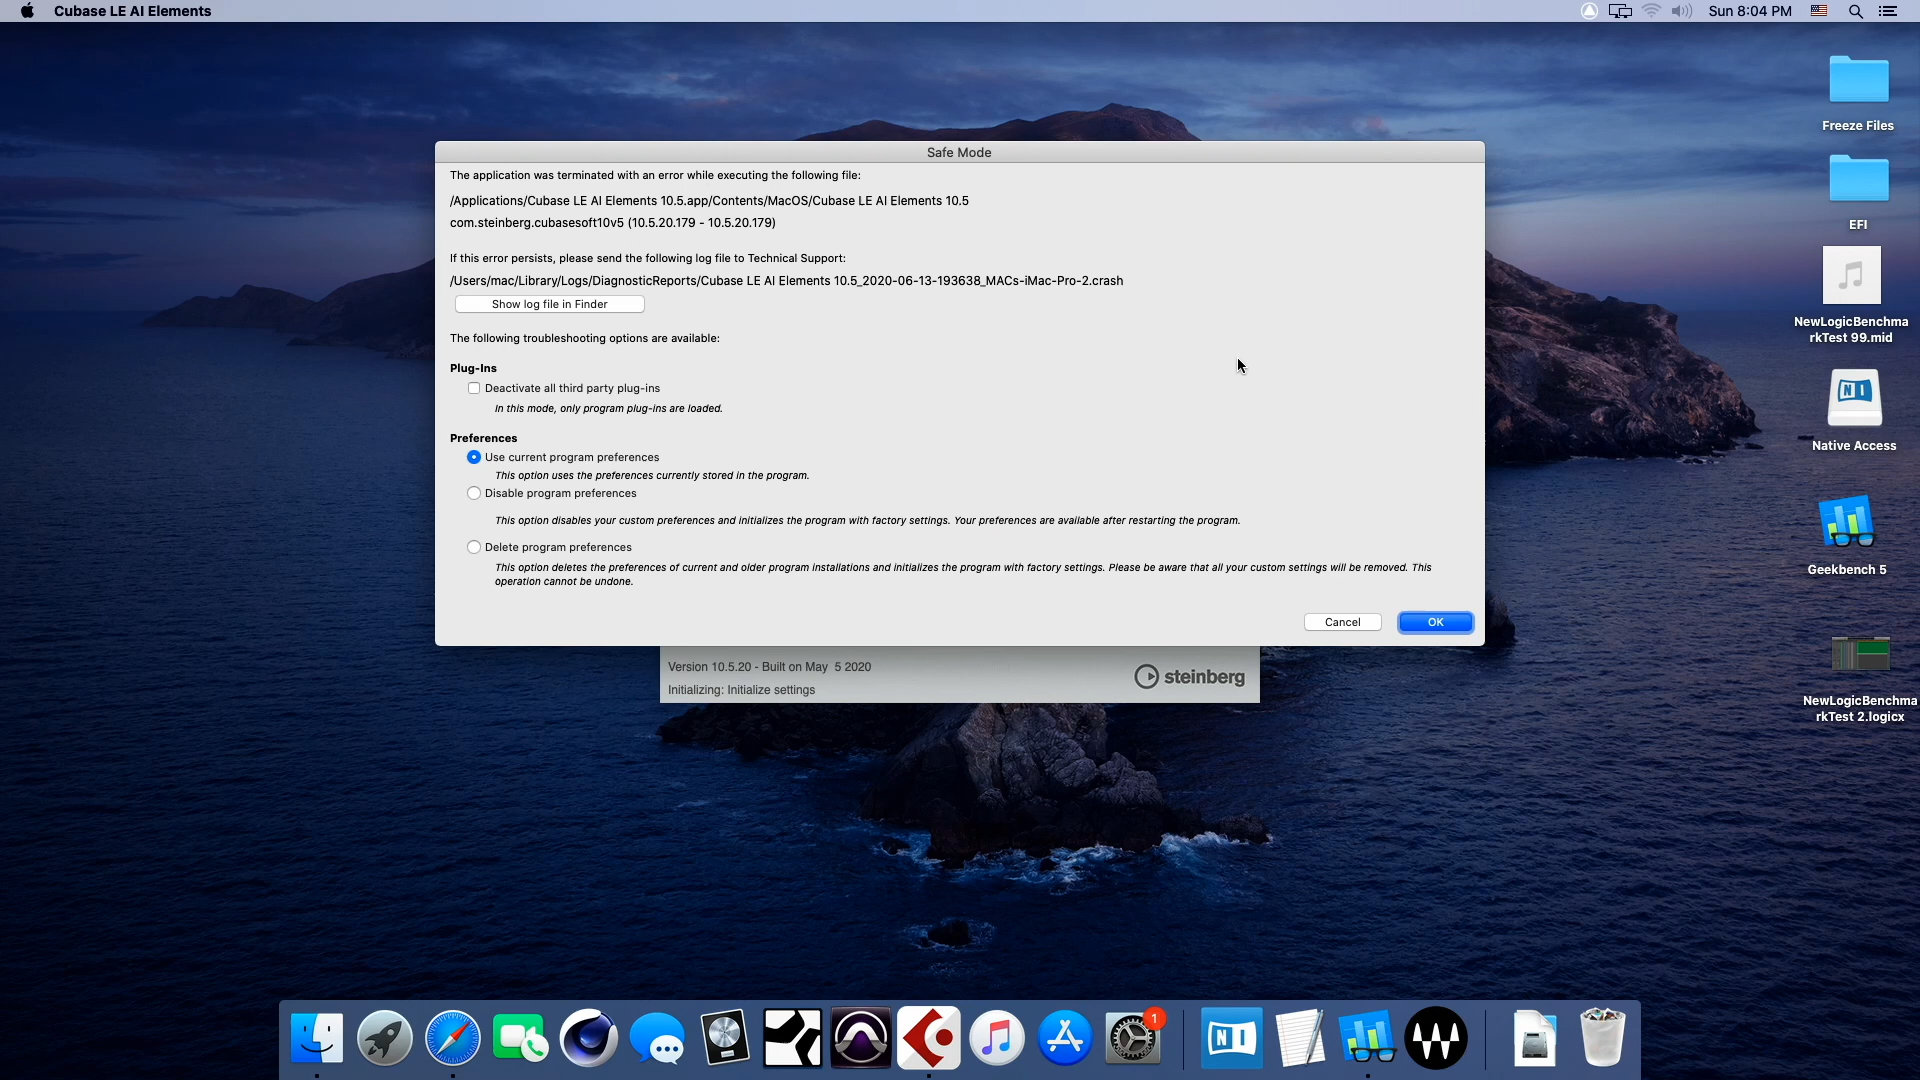 Cubase LE AI Elements
Sun 8:04 PM
Safe Mode
The application was terminated with an error while executing the following file:
/Applications/Cubase LE AI Elements 10.5.app/Contents/MacOS/Cubase LE AI Elements 10.5
com.steinberg.cubasesoft10v5 (10.5.20.179 - 10.5.20.179)
If this error persists, please send the following log file to Technical Support:
/Users/mac/Library/Logs/DiagnosticReports/Cubase LE AI Elements 10.5_2020-06-13-193638_MACs-iMac-Pro-2.crash
Show log file in Finder
The following troubleshooting options are available:
Plug-Ins
Deactivate all third party plug-ins
In this mode, only program plug-ins are loaded.
Preferences
Use current program preferences
This option uses the preferences currently stored in the program.
Disable program preferences
This option disables your custom preferences and initializes the program with factory settings. Your preferences are available after restarting the program.
Delete program preferences
This option deletes the preferences of current and older program installations and initializes the program with factory settings. Please be aware that all your custom settings will be removed. This
operation cannot be undone.
Cancel
OK
Version 10.5.20 - Built on May 5 2020
Initializing: Initialize settings
steinberg
Freeze Files
EFI
NewLogicBenchma
rkTest 99.mid
NI
Native Access
Geekbench 5
NewLogicBenchma
rkTest 2.logicx
1
NI